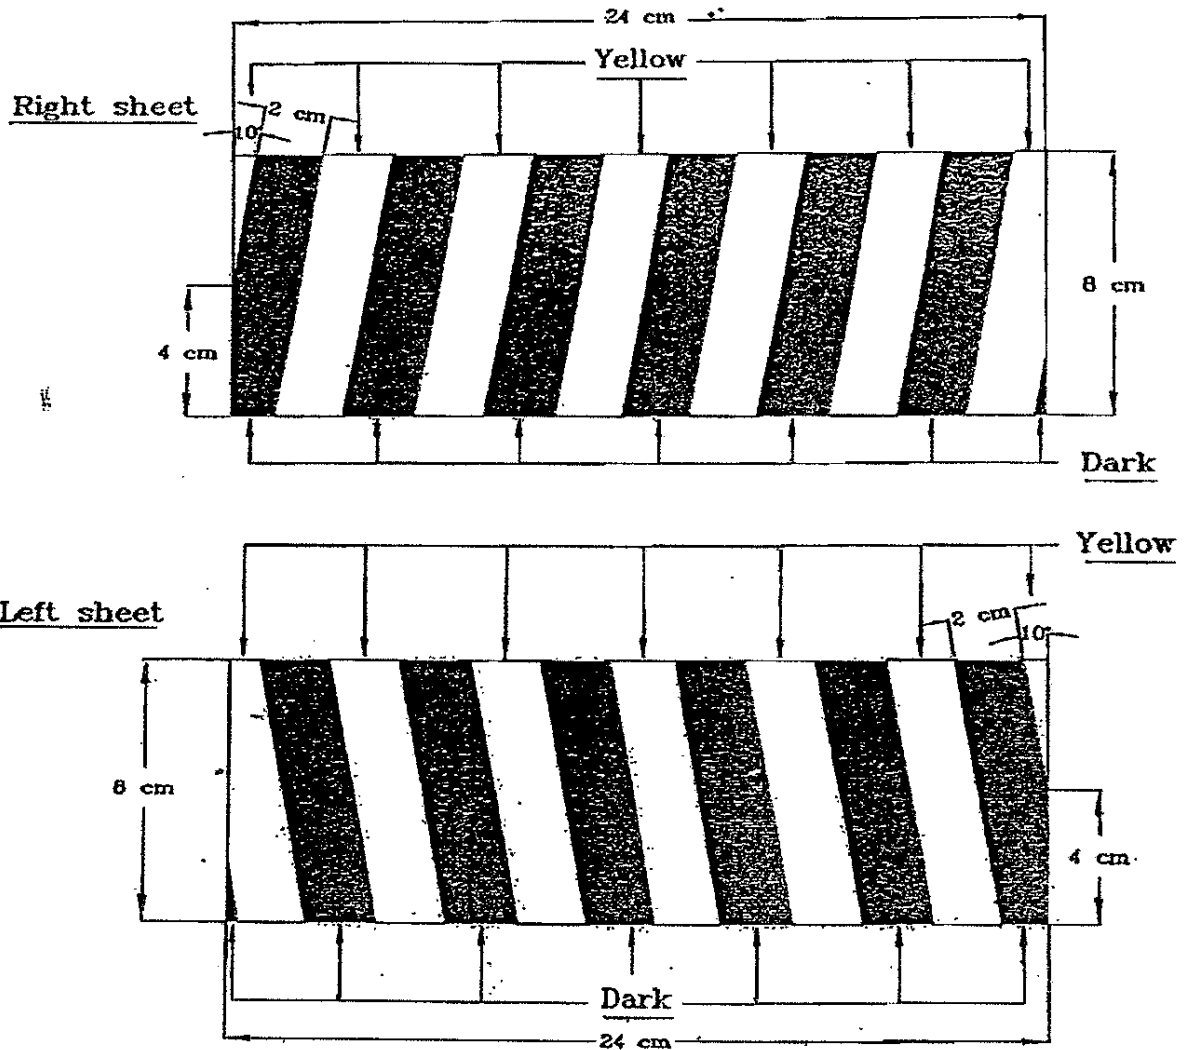 24 cm
Yellow
Right sheet
2 cm
10°
8 cm
4 cm
Dark
Yellow
Left sheet
2 cm
10°
8 cm
4 cm
Dark
24 cm